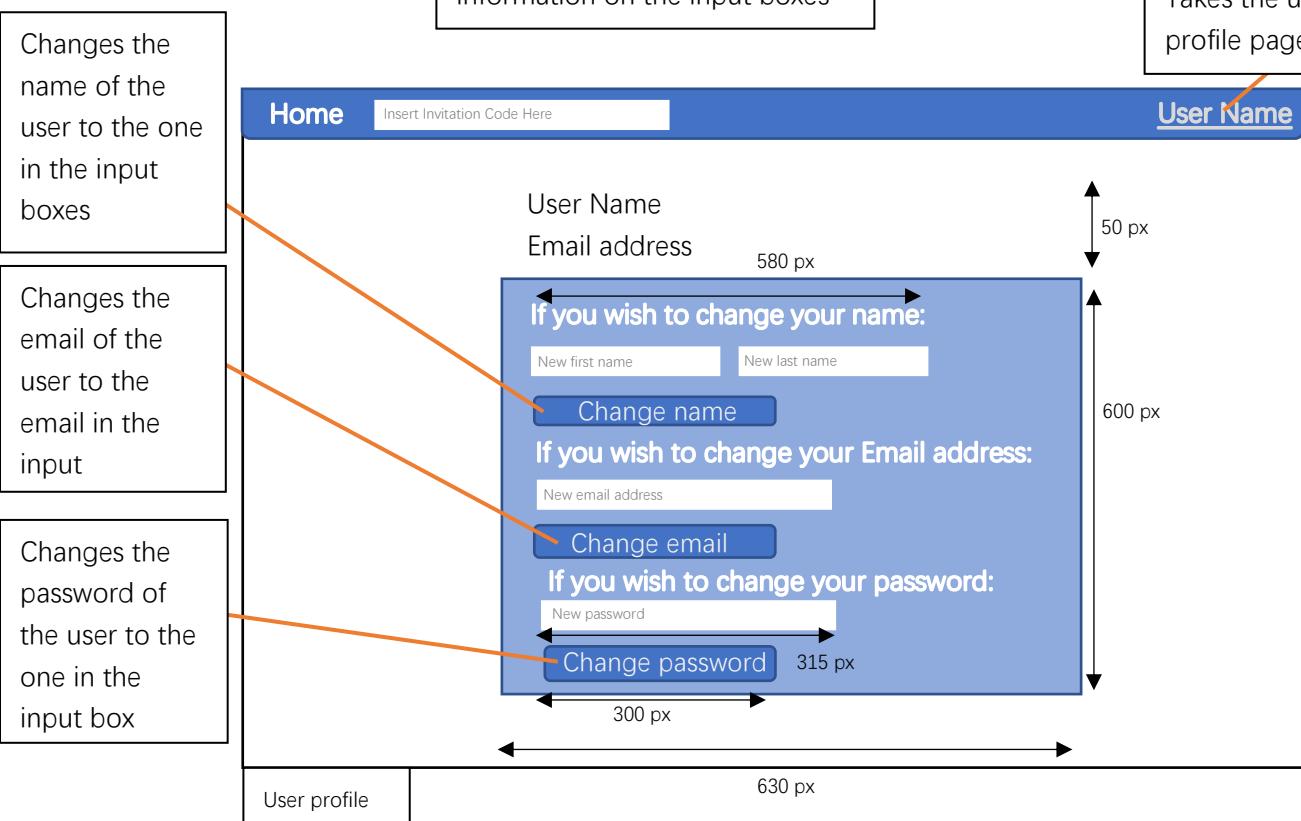 information on the input boxes
Takes the u
profile page
Changes the
name of the
user to the one
in the input
boxes
Home
Insert Invitation Code Here
User Name
User Name
Email address
50 px
580 px
Changes the
email of the
user to the
email in the
input
If you wish to change your name:
New first name
New last name
Change name
600 px
If you wish to change your Email address:
New email address
Change email
Changes the
password of
the user to the
one in the
input box
If you wish to change your password:
New password
Change password
315 px
300 px
630 px
User profile